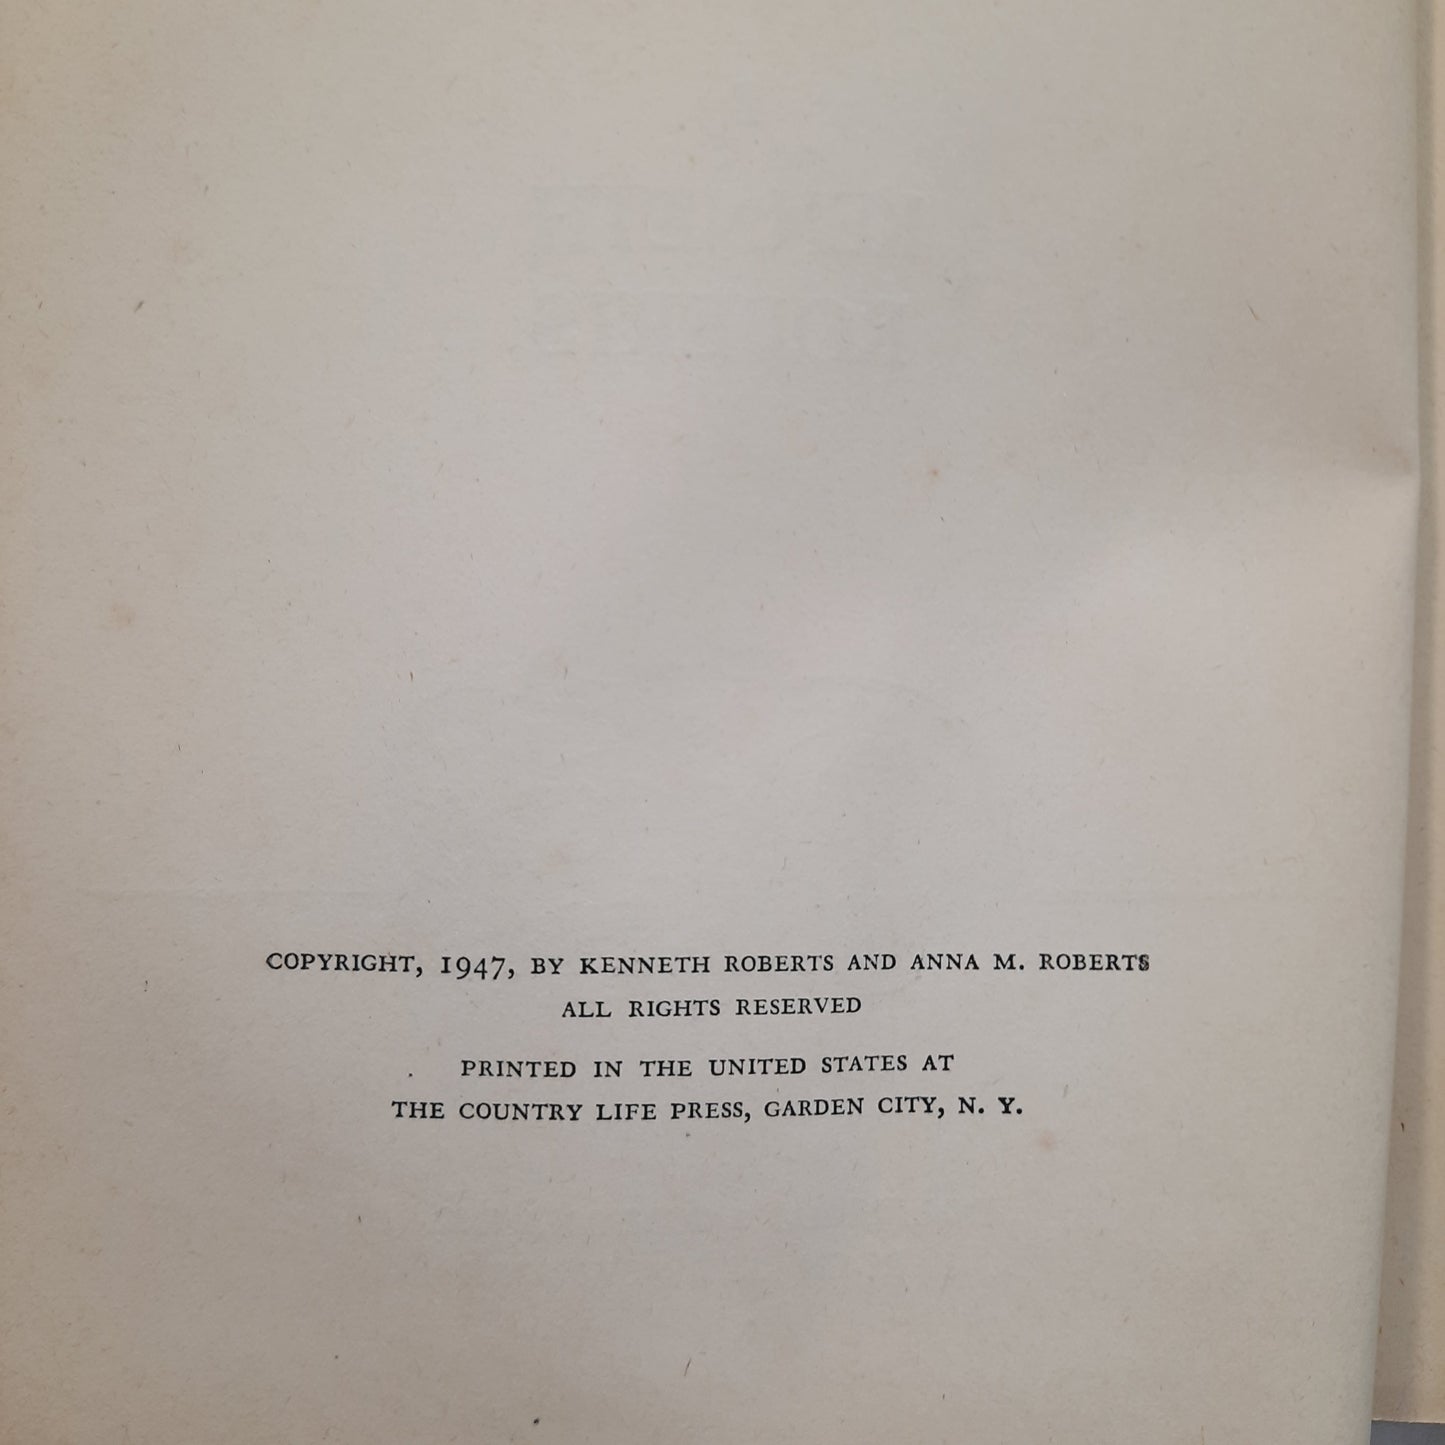 COPYRIGHT, 1947, BY KENNETH ROBERTS AND ANNA M. ROBERTS
ALL RIGHTS RESERVED
PRINTED IN THE UNITED STATES AT
THE COUNTRY LIFE PRESS, GARDEN CITY, N. Y.